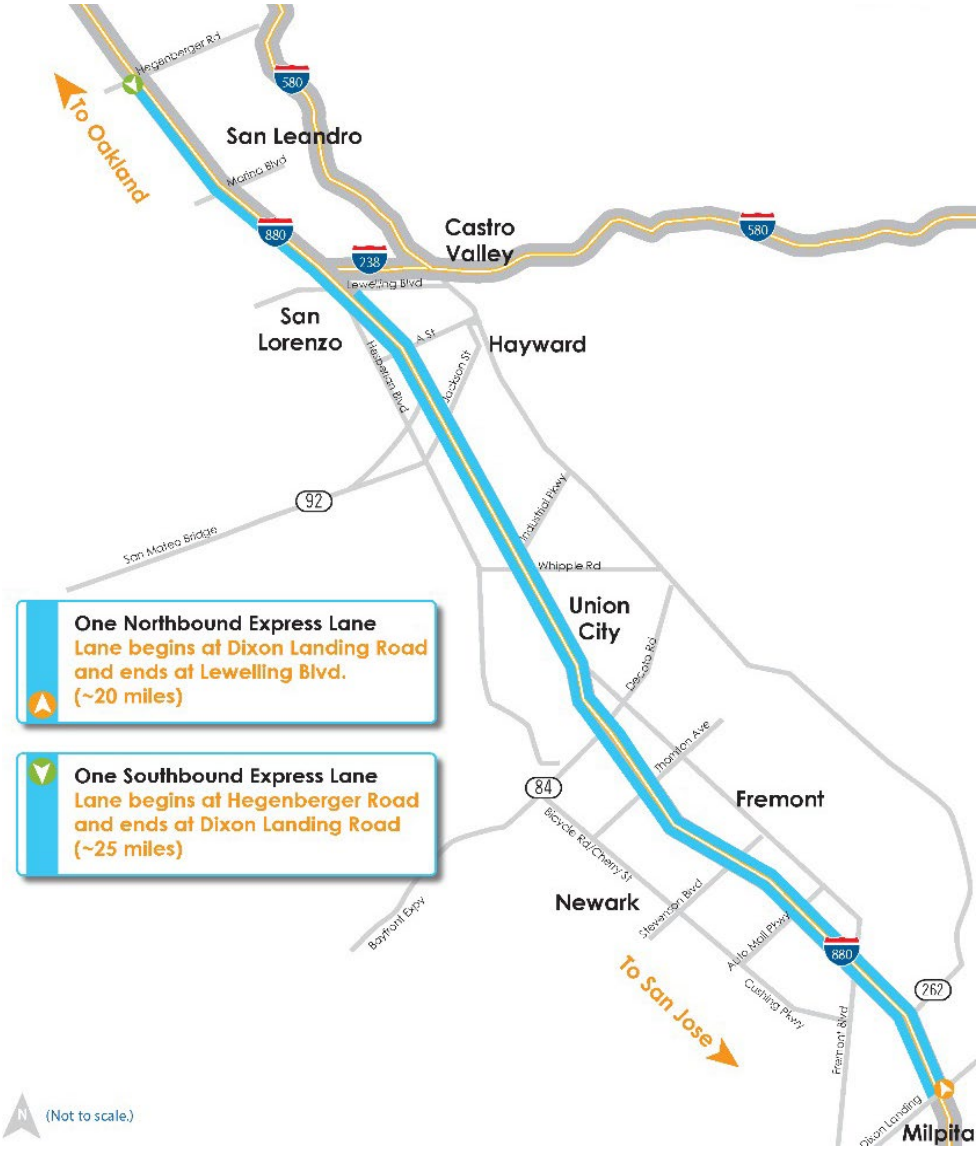 Hegenberger Rd
580
To Oakland
San Leandro
Marina Blvd
880
Castro
Valley
580
238
Lewelling Blvd
San
Lorenzo
A St
Hayward
Hesperian Blvd
Jackson St
92
Industrial Pkwy
San Mateo Bridge
Whipple Rd
One Northbound Express Lane
Lane begins at Dixon Landing Road
and ends at Lewelling Blvd.
(~20 miles)
Union
City
Decoto Rd
One Southbound Express Lane
Lane begins at Hegenberger Road
and ends at Dixon Landing Road
(~25 miles)
Thornton Ave
84
Fremont
Bicycle Rd/Cherry St
Newark
Stevenson Blvd
Bayfront Expy
Auto Mall Pkwy
880
To San Jose
Cushing Pkwy
262
Fremont Blvd
N
(Not to scale.)
Dixon Landing
Milpita